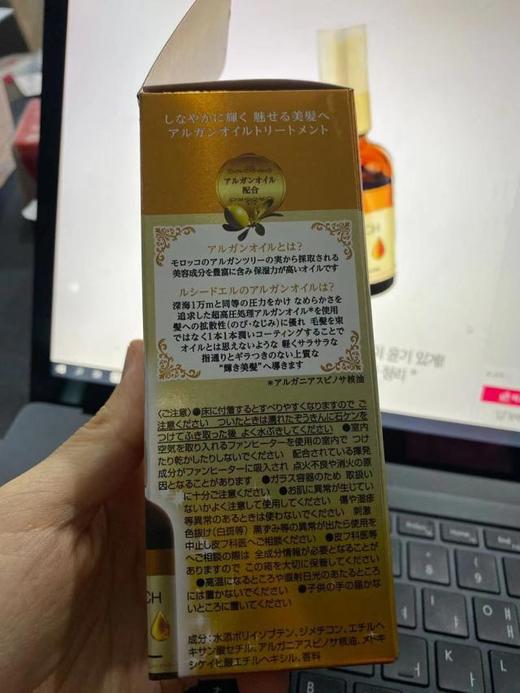 しなやかに輝く 魅せる美髪へ
アルガンオイルトリートメント
アルガンオイル
配合
アルガンオイルとは?
モロッコのアルガンツリーの実から採取される
美容成分を豊富に含み保湿力が高いオイルです
ルシードエルのアルガンオイルは?
深海1万mと同等の圧力をかけ なめらかさを
追求した超高圧処理アルガンオイル*を使用
髪への拡散性(のび・なじみ)に優れ 毛髪を束
ではなく1本1本潤いコーティングすることで
オイルとは思えないような 軽くサラサラな
指通りとギラつきのない上質な
“輝き美髪”へ導きます
*アルガニアスピノサ核油
〈ご注意〉●床に付着するとすべりやすくなりますので ご
注意ください ついたときは濡れたぞうきんに石ケンを
つけてふき取った後 よく水ぶきしてください ●室内
空気を取り入れるファンヒーターを使用の室内で つけ
たり乾かしたりしないでください 配合されている揮発
成分がファンヒーターに吸入され 点火不良や消火の原
因となることがあります ●ガラス容器のため 取扱い
に十分ご注意ください ●お肌に異常が生じてい
ないかよく注意して使用してください 傷や湿疹
等異常のあるときは使わないでください 刺激
色抜け(白斑等) 黒ずみ等の異常が出たら使用を
中止し皮フ科医へご相談ください ●皮フ科医等
へご相談の際は 全成分情報が必要となることが
ありますので この箱を大切に保管してください
●高温になるところや直射日光のあたるところ
には置かないでください ●子供の手の届かな
いところに置いてください
成分:水添ポリイソブテン、ジメチコン、エチルヘ
キサン酸セチル、アルガニアスピノサ核油、メトキ
シケイヒ酸エチルヘキシル、香料
CH